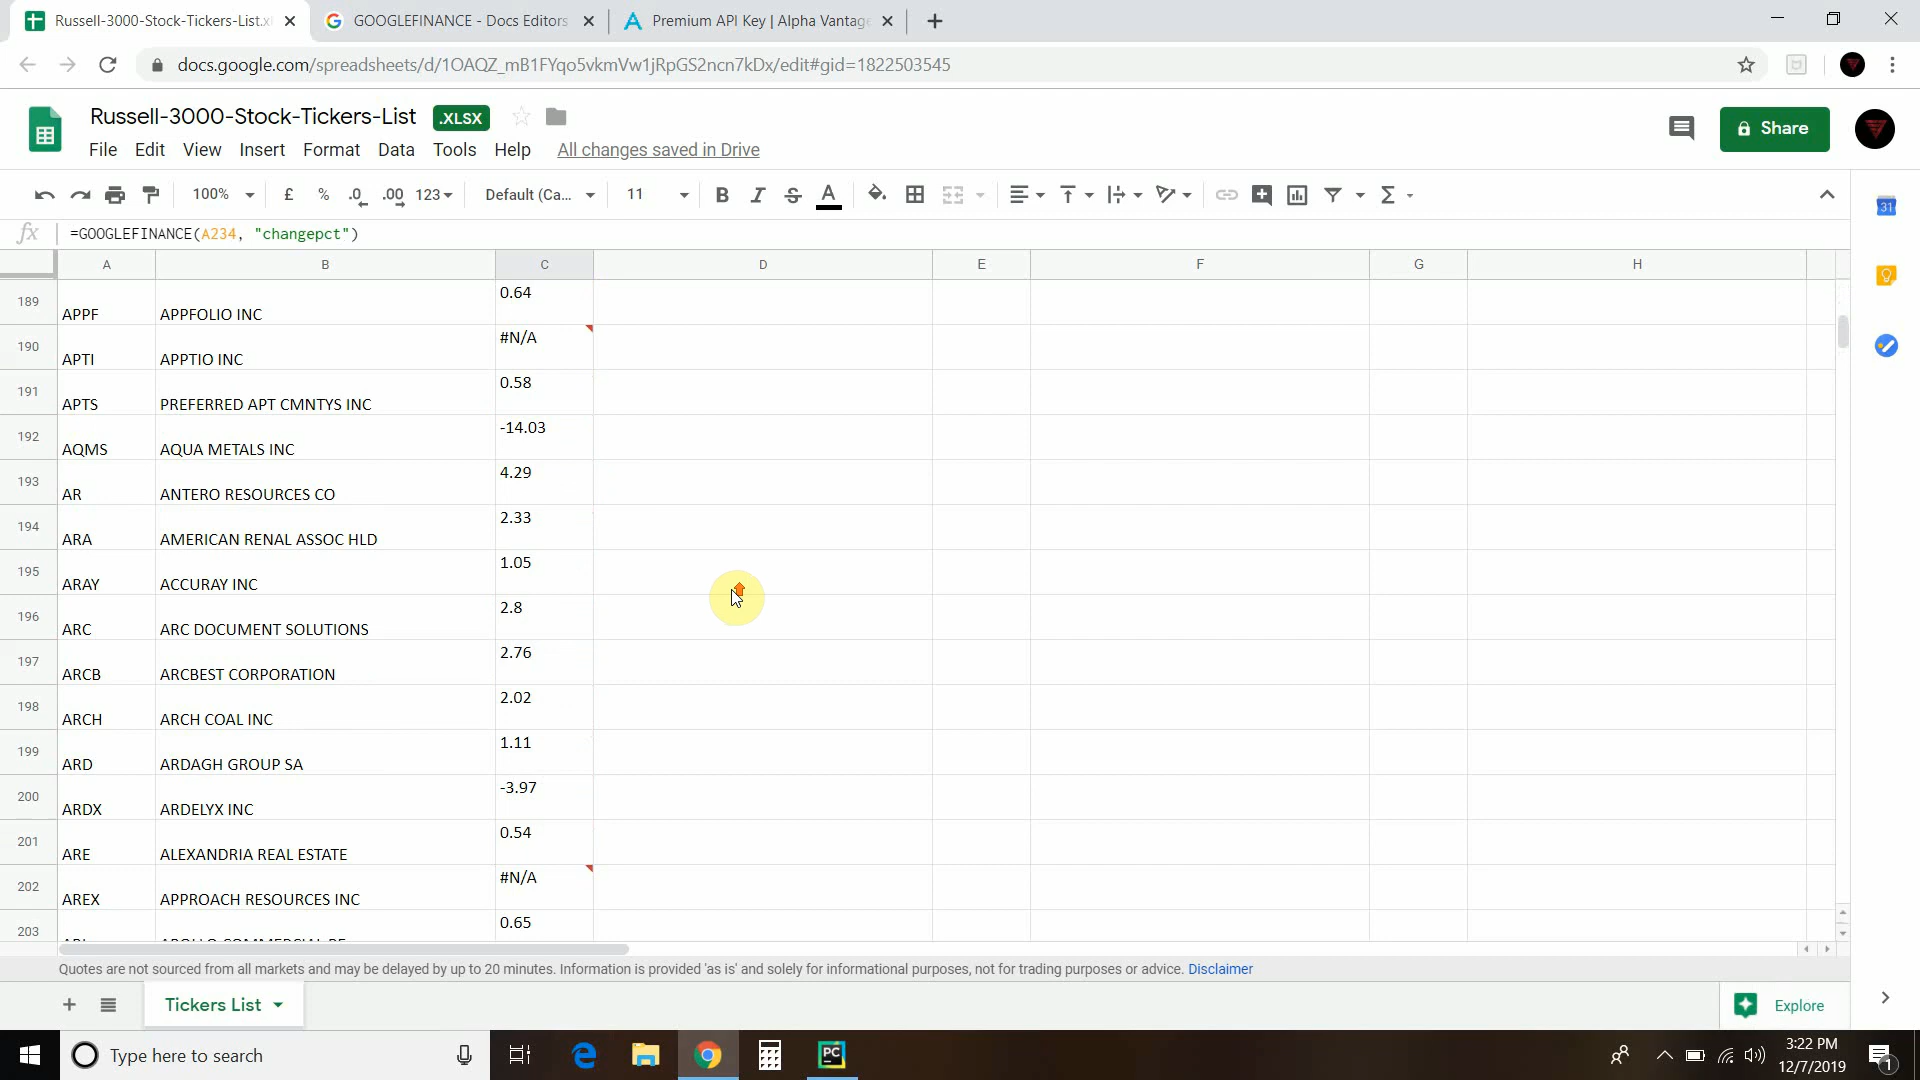 Russell-3000-Stock-Tickers-List.x
GOOGLEFINANCE - Docs Editors
Premium API Key | Alpha Vantage
docs.google.com/spreadsheets/d/1OAQZ_mB1FYqo5vkmVw1jRpGS2ncn7kDx/edit#gid=1822503545
Russell-3000-Stock-Tickers-List .XLSX
File Edit View Insert Format Data Tools Help All changes saved in Drive
Share
100% £ % .0 .00 123 Default (Ca... 11 B I S A Σ
31
fx =GOOGLEFINANCE(A234, "changepct")
A B C D E F G H
189 APPF APPFOLIO INC 0.64
190 APTI APPTIO INC #N/A
191 APTS PREFERRED APT CMNTYS INC 0.58
192 AQMS AQUA METALS INC -14.03
193 AR ANTERO RESOURCES CO 4.29
194 ARA AMERICAN RENAL ASSOC HLD 2.33
195 ARAY ACCURAY INC 1.05
196 ARC ARC DOCUMENT SOLUTIONS 2.8
197 ARCB ARCBEST CORPORATION 2.76
198 ARCH ARCH COAL INC 2.02
199 ARD ARDAGH GROUP SA 1.11
200 ARDX ARDELYX INC -3.97
201 ARE ALEXANDRIA REAL ESTATE 0.54
202 AREX APPROACH RESOURCES INC #N/A
203 0.65
Quotes are not sourced from all markets and may be delayed by up to 20 minutes. Information is provided 'as is' and solely for informational purposes, not for trading purposes or advice. Disclaimer
Tickers List
Explore
Type here to search
PC
3:22 PM
12/7/2019
1